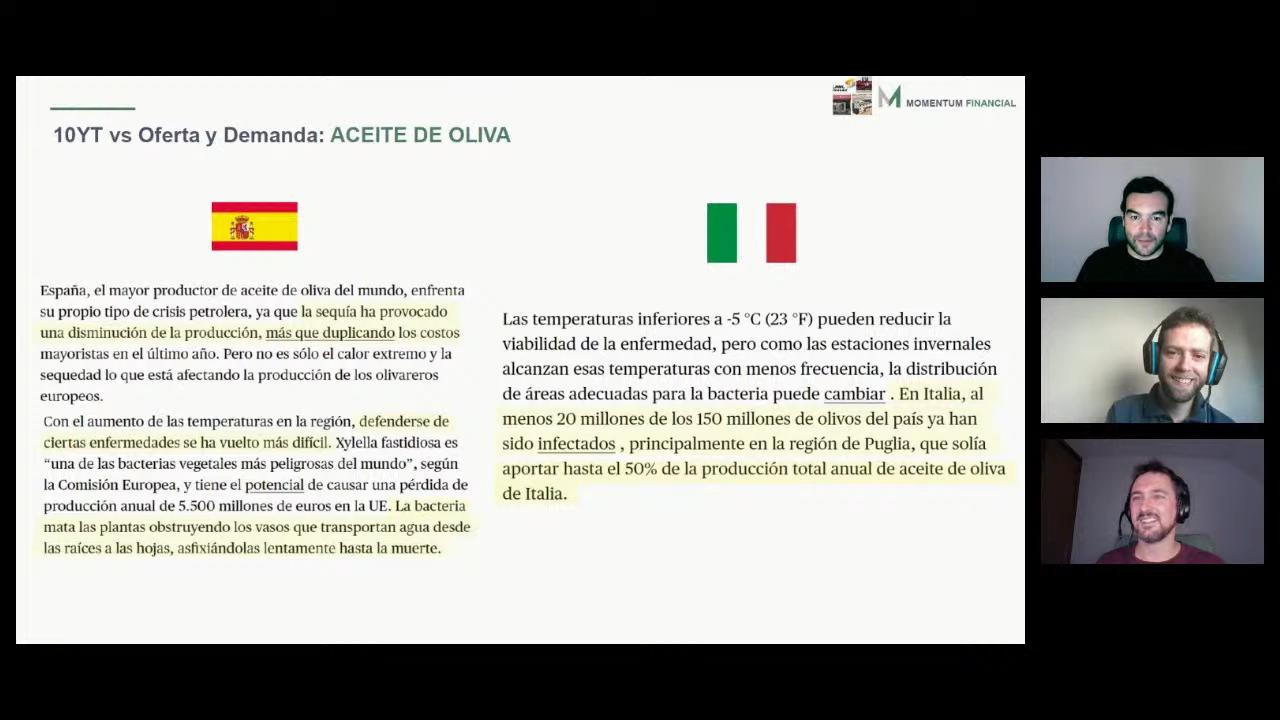 MOMENTUM FINANCIAL
10YT vs Oferta y Demanda: ACEITE DE OLIVA
España, el mayor productor de aceite de oliva del mundo, enfrenta
su propio tipo de crisis petrolera, ya que la sequía ha provocado
una disminución de la producción, más que duplicando los costos
mayoristas en el último año. Pero no es sólo el calor extremo y la
sequedad lo que está afectando la producción de los olivareros
europeos.
Con el aumento de las temperaturas en la región, defenderse de
ciertas enfermedades se ha vuelto más difícil. Xylella fastidiosa es
“una de las bacterias vegetales más peligrosas del mundo”, según
la Comisión Europea, y tiene el potencial de causar una pérdida de
producción anual de 5.500 millones de euros en la UE. La bacteria
mata las plantas obstruyendo los vasos que transportan agua desde
las raíces a las hojas, asfixiándolas lentamente hasta la muerte.
Las temperaturas inferiores a -5 °C (23 °F) pueden reducir la
viabilidad de la enfermedad, pero como las estaciones invernales
alcanzan esas temperaturas con menos frecuencia, la distribución
de áreas adecuadas para la bacteria puede cambiar . En Italia, al
menos 20 millones de los 150 millones de olivos del país ya han
sido infectados , principalmente en la región de Puglia, que solía
aportar hasta el 50% de la producción total anual de aceite de oliva
de Italia.